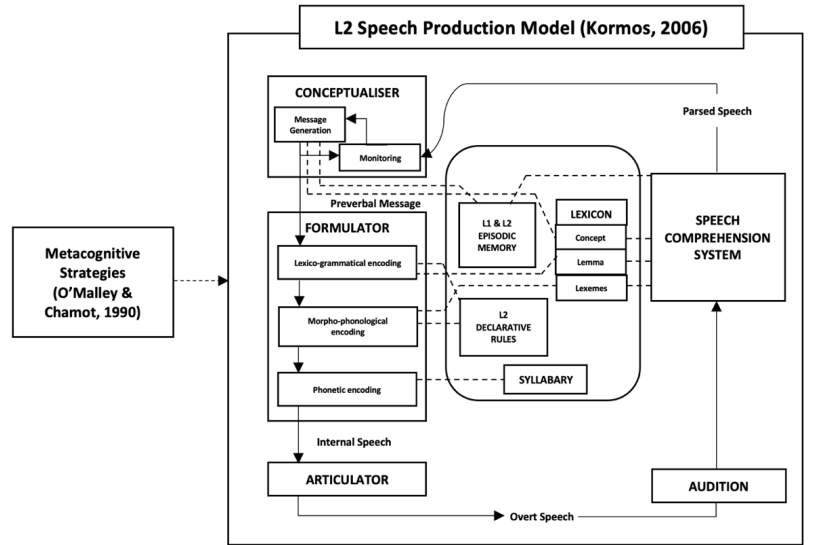 L2 Speech Production Model (Kormos, 2006)
CONCEPTUALISER
Message
Generation
Monitoring
Parsed Speech
Preverbal Message
FORMULATOR
Lexico-grammatical encoding
Morpho-phonological
encoding
Phonetic encoding
L1 & L2
EPISODIC
MEMORY
LEXICON
Concept
Lemma
Lexemes
L2
DECLARATIVE
RULES
SYLLABARY
SPEECH
COMPREHENSION
SYSTEM
Metacognitive
Strategies
(O’Malley &
Chamot, 1990)
Internal Speech
ARTICULATOR
AUDITION
Overt Speech